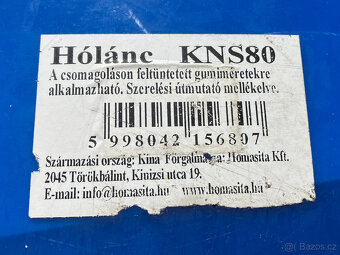 Hólánc KNS80
A csomagoláson feltüntetett gumiméretekre
alkalmazható. Szerelési útmutató mellékelve.
5 998042 156807
Származási ország: Kína Forgalmazza: Homasita Kft.
2045 Törökbálint, Kinizsi utca 19.
E-mail: info@homasita.hu www.homasita.hu
bazos.cz